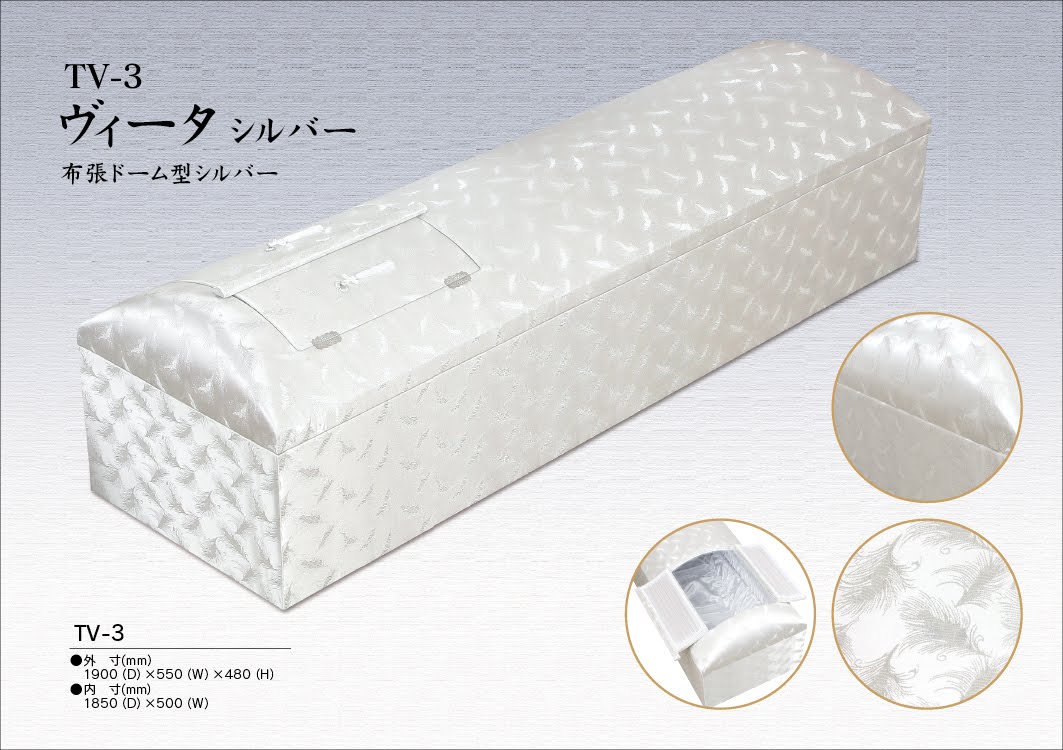 TV-3
ヴィータ シルバー
布張ドーム型シルバー
TV-3
●外　寸(mm)
1900 (D) ×550 (W) ×480 (H)
●内　寸(mm)
1850 (D) ×500 (W)